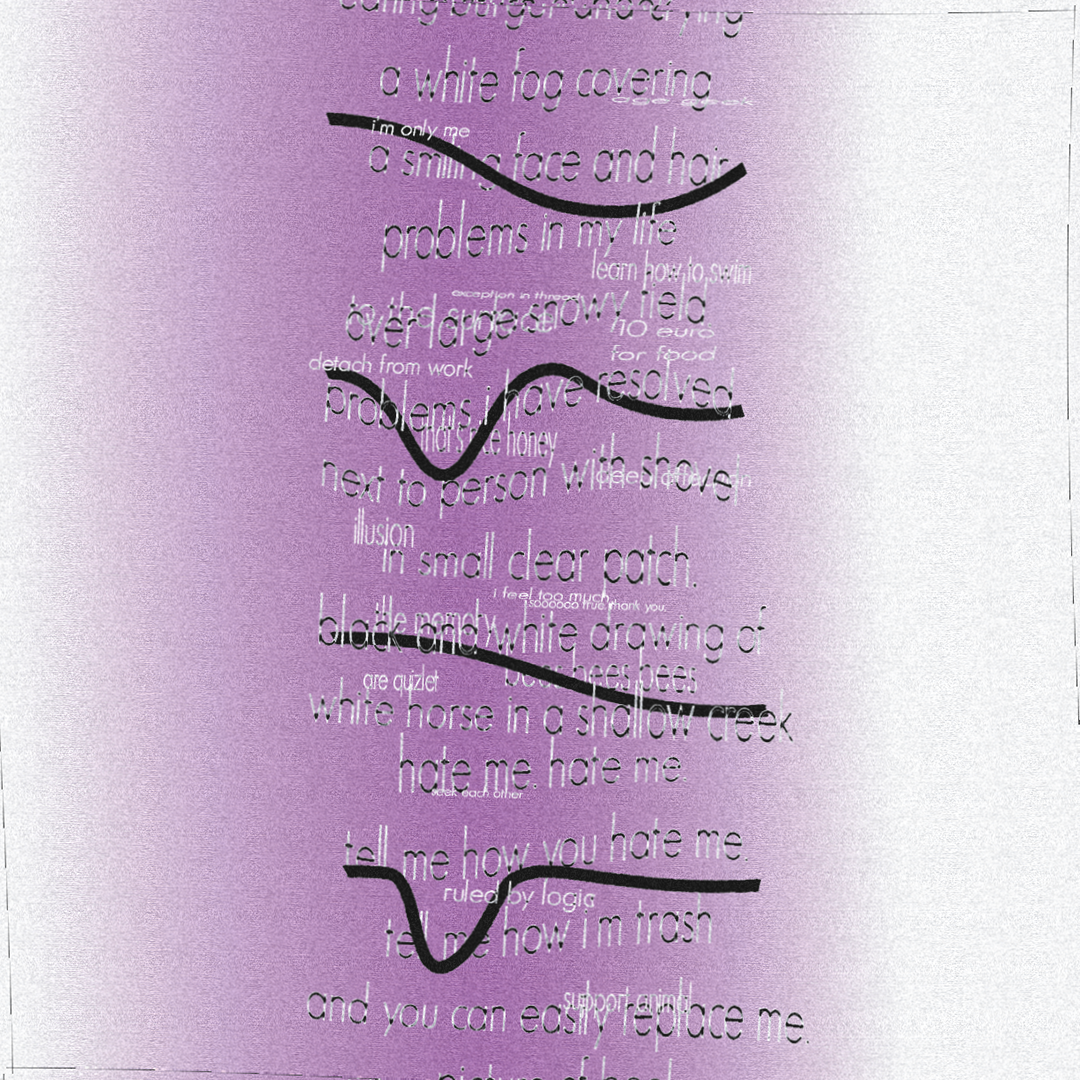 a white fog covering
i'm only me
a smiling face and hair
problems in my life
learn how to swim
exception in thread
over large snowy field
10 euro
for food
detach from work
problems i have resolved
that's like honey
next to person with shovel
illusion
in small clear patch.
i feel too much
sooooo true thank you.
the memory
black and white drawing of
bees bees
are quizlet
white horse in a shallow creek
hate me. hate me.
seek each other
tell me how you hate me.
ruled by logic
tell me how i'm trash
support animal
and you can easily replace me.